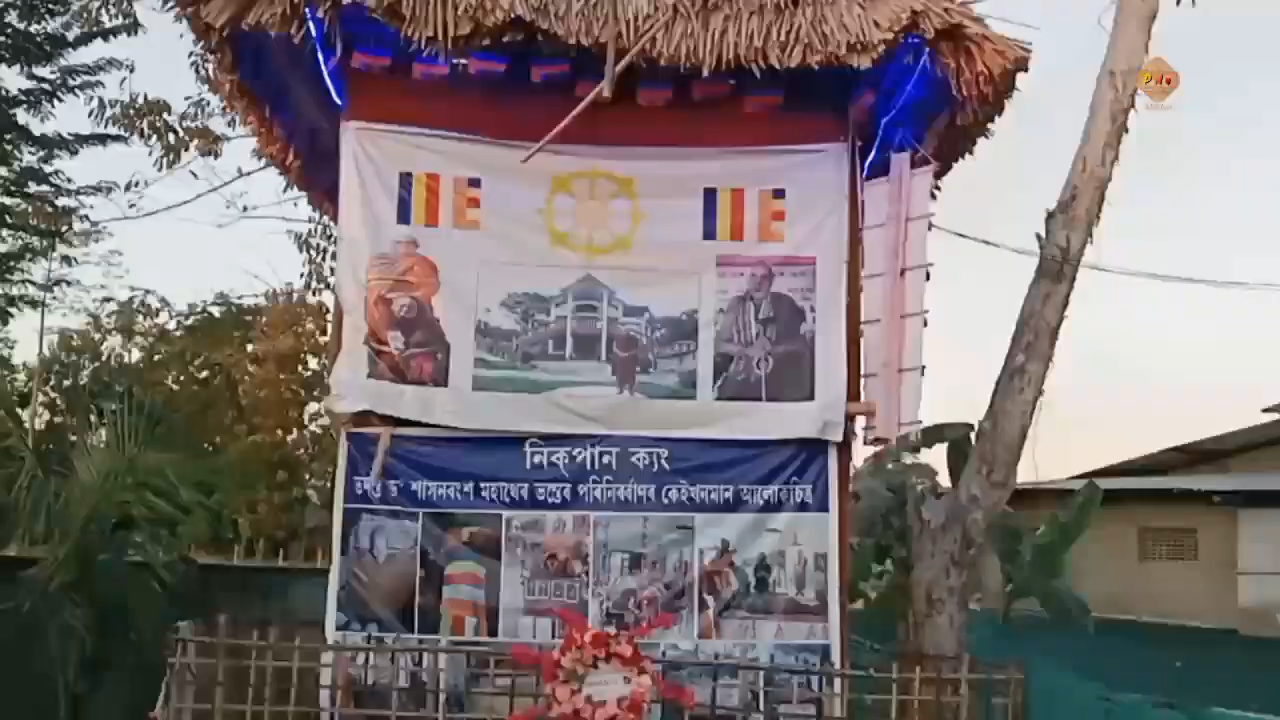 নিক্পান ক্যং
ভদন্ত ড° শাসনবংশ মহাথেৰ ভন্তেৰ পৰিনিৰ্বাণৰ কেইখনমান আলোকচিত্ৰ